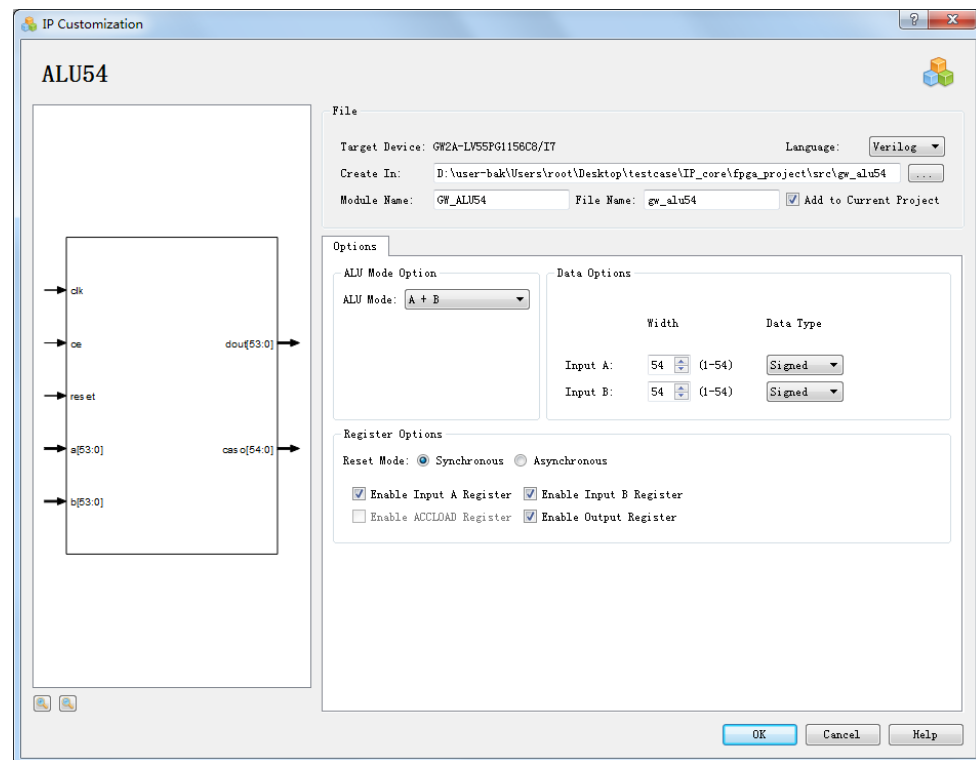 IP Customization
ALU54
clk
ce
reset
a[53:0]
b[53:0]
dout[53:0]
caso[54:0]
File
Target Device: GW2A-LV55PG1156C8/I7
Language: Verilog
Create In: D:\user-bak\Users\root\Desktop\testcase\IP_core\fpga_project\src\gw_alu54 ...
Module Name: GW_ALU54 File Name: gw_alu54 Add to Current Project
Options
ALU Mode Option
ALU Mode: A + B
Data Options
Width Data Type
Input A: 54 (1-54) Signed
Input B: 54 (1-54) Signed
Register Options
Reset Mode: Synchronous Asynchronous
Enable Input A Register Enable Input B Register
Enable ACCLOAD Register Enable Output Register
OK Cancel Help